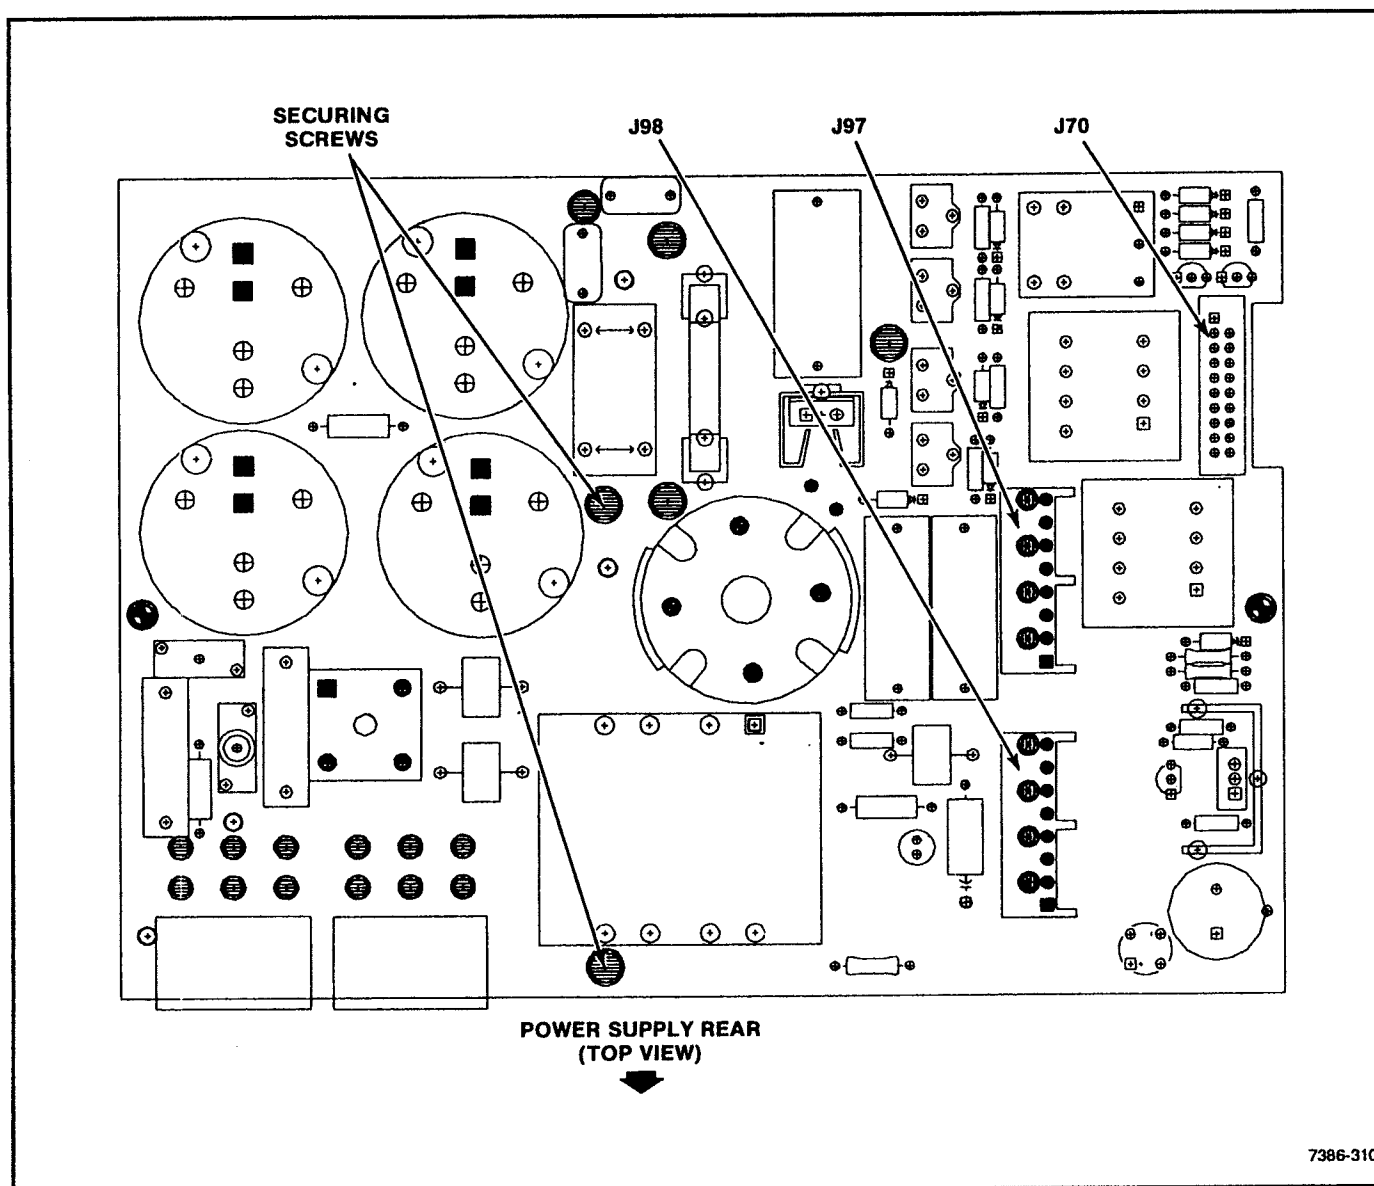 SECURING
SCREWS
J98
J97
J70
POWER SUPPLY REAR
(TOP VIEW)
7386-310